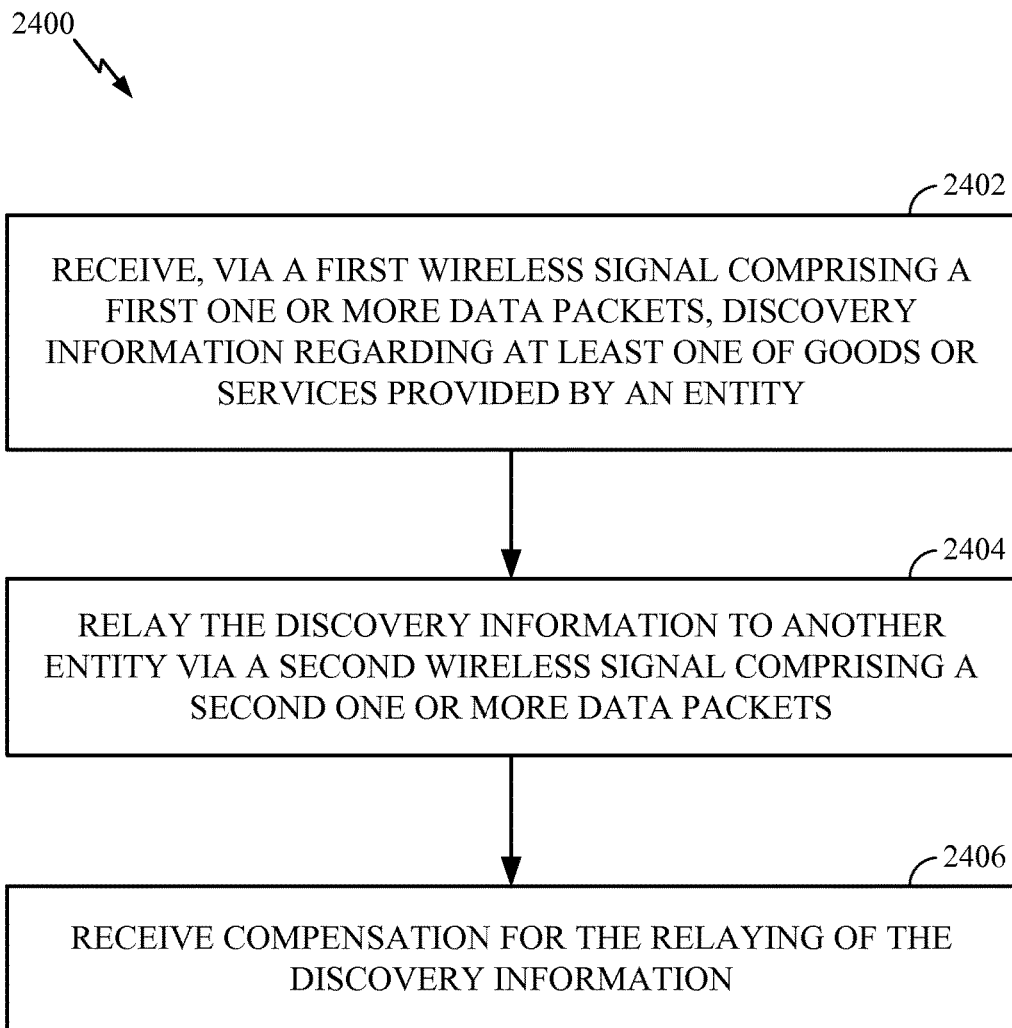 2400
2402
RECEIVE, VIA A FIRST WIRELESS SIGNAL COMPRISING A
FIRST ONE OR MORE DATA PACKETS, DISCOVERY
INFORMATION REGARDING AT LEAST ONE OF GOODS OR
SERVICES PROVIDED BY AN ENTITY
2404
RELAY THE DISCOVERY INFORMATION TO ANOTHER
ENTITY VIA A SECOND WIRELESS SIGNAL COMPRISING A
SECOND ONE OR MORE DATA PACKETS
2406
RECEIVE COMPENSATION FOR THE RELAYING OF THE
DISCOVERY INFORMATION